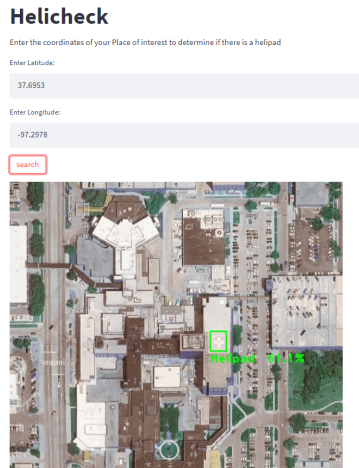 Helicheck
Enter the coordinates of your Place of interest to determine if there is a helipad
Enter Latitude:
37.6953
Enter Longitude:
-97.2978
search
Helipad